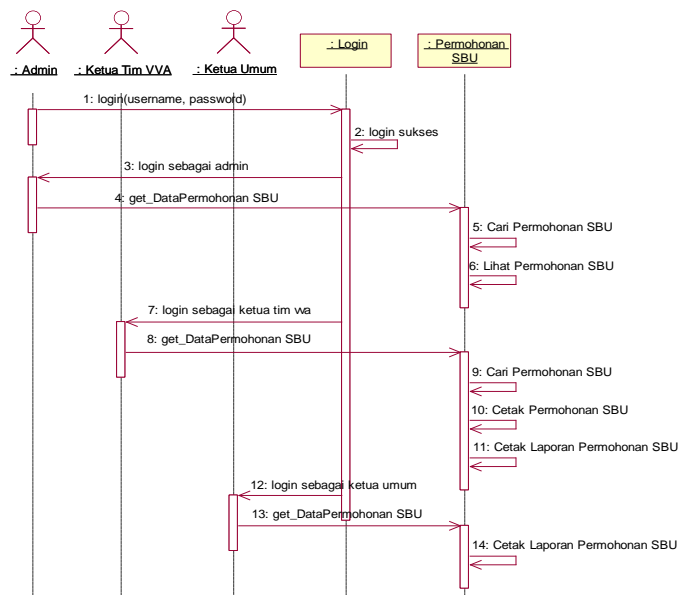 : Admin
: Ketua Tim VVA
: Ketua Umum
: Login
: Permohonan
SBU
1: login(username, password)
2: login sukses
3: login sebagai admin
4: get_DataPermohonan SBU
5: Cari Permohonan SBU
6: Lihat Permohonan SBU
7: login sebagai ketua tim vva
8: get_DataPermohonan SBU
9: Cari Permohonan SBU
10: Cetak Permohonan SBU
11: Cetak Laporan Permohonan SBU
12: login sebagai ketua umum
13: get_DataPermohonan SBU
14: Cetak Laporan Permohonan SBU